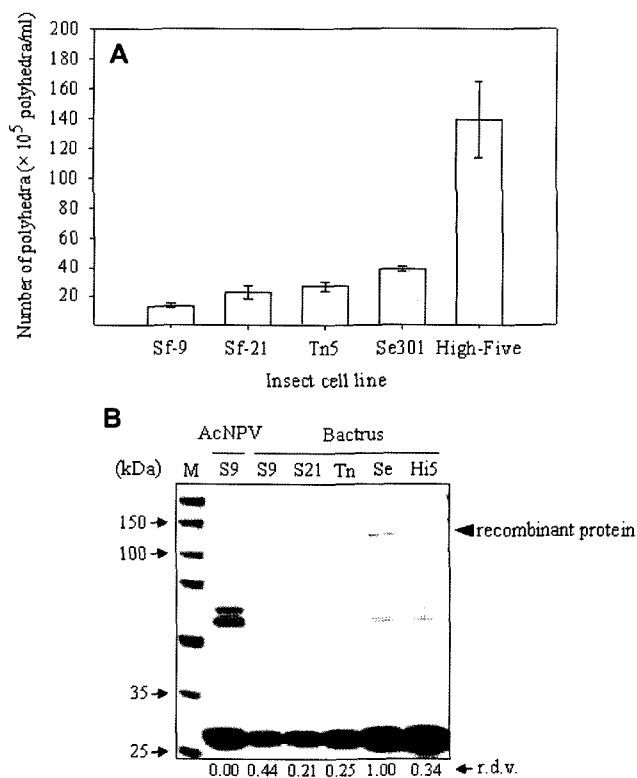 A
200
180
160
140
120
100
80
60
40
20
Number of polyhedra (× 10⁵ polyhedra/ml)
Sf-9 Sf-21 Tn5 Se301 High-Five
Insect cell line
B
AcNPV Bactrus
(kDa) M S9 S9 S21 Tn Se Hi5
150
recombinant protein
100
35
25
0.00 0.44 0.21 0.25 1.00 0.34 r.d.v.